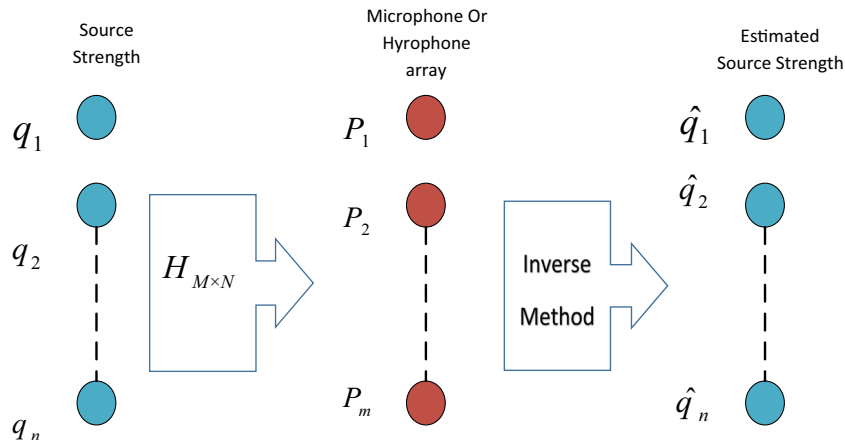 Source
Strength
Microphone Or
Hyrophone
array
Estimated
Source Strength
q₁
P₁
q̂₁
q₂
P₂
q̂₂
H_{M×N}
Inverse
Method
qₙ
Pₘ
q̂ₙ